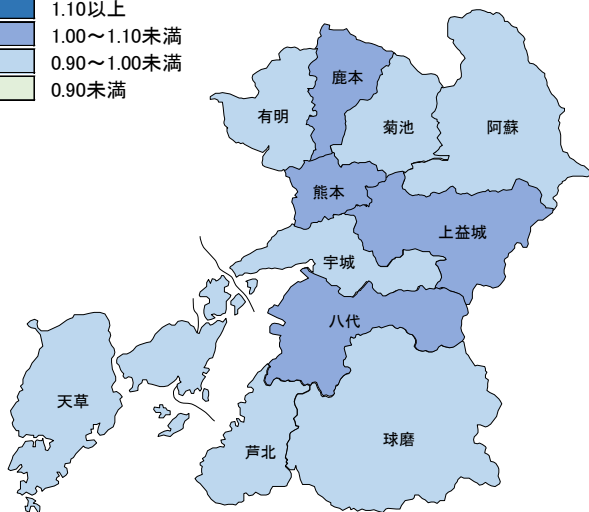 1.10以上
1.00～1.10未満
0.90～1.00未満
0.90未満
鹿本
有明
菊池
阿蘇
熊本
上益城
宇城
八代
天草
芦北
球磨